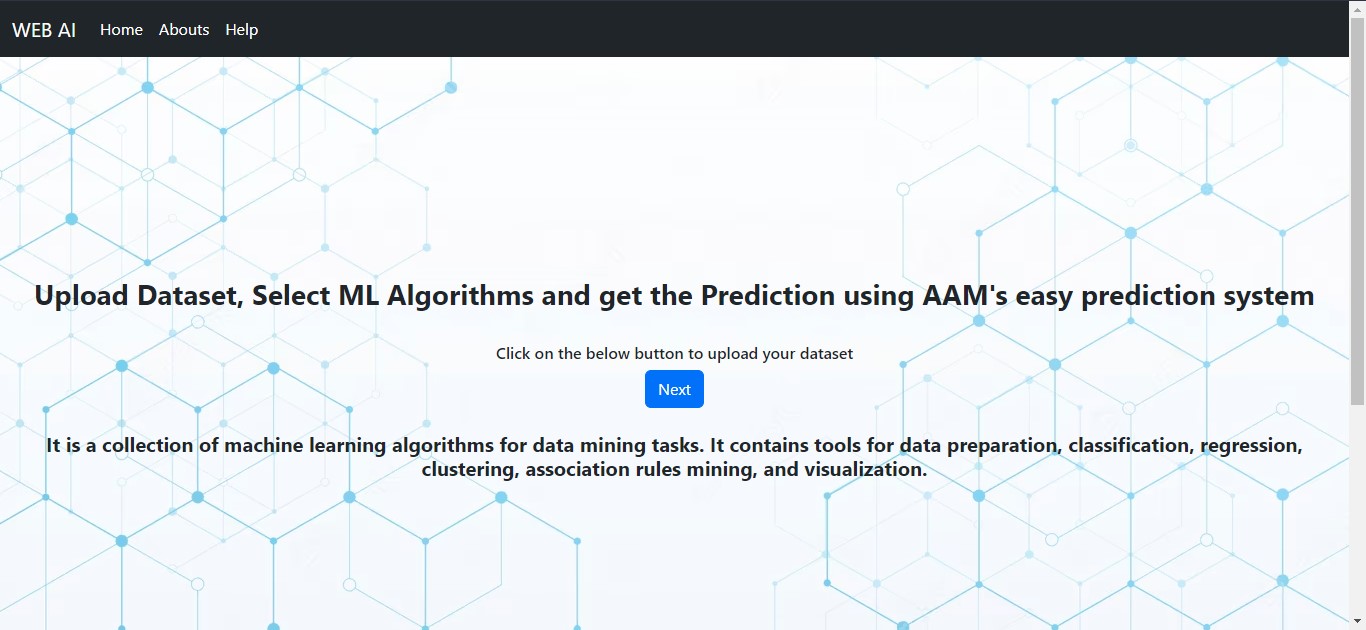 WEB AI Home Abouts Help
Upload Dataset, Select ML Algorithms and get the Prediction using AAM's easy prediction system
Click on the below button to upload your dataset
Next
It is a collection of machine learning algorithms for data mining tasks. It contains tools for data preparation, classification, regression,
clustering, association rules mining, and visualization.